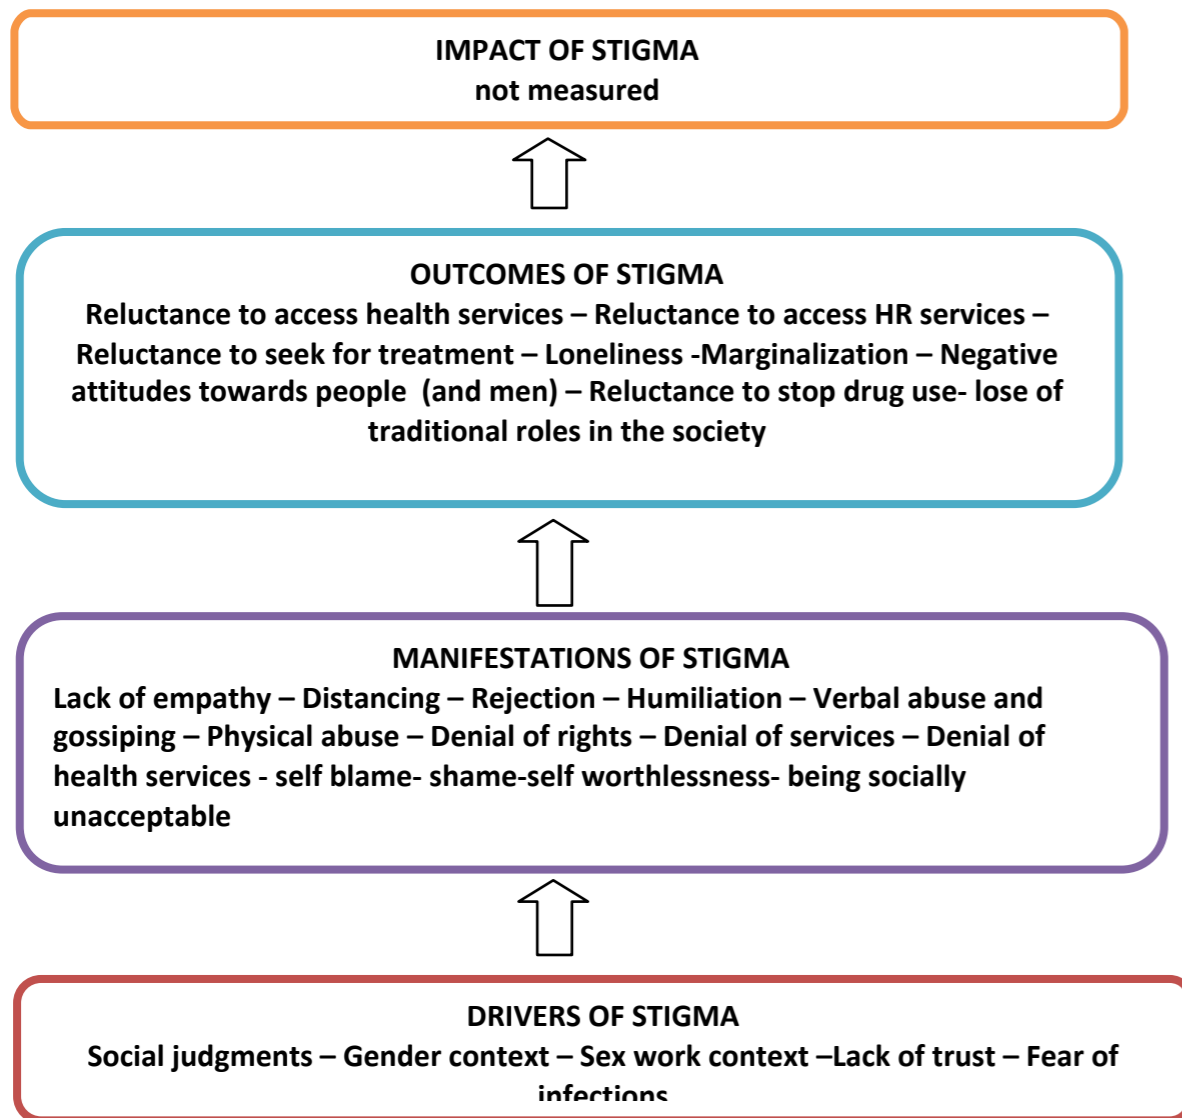 IMPACT OF STIGMA
not measured
OUTCOMES OF STIGMA
Reluctance to access health services – Reluctance to access HR services –
Reluctance to seek for treatment – Loneliness -Marginalization – Negative
attitudes towards people  (and men) – Reluctance to stop drug use- lose of
traditional roles in the society
MANIFESTATIONS OF STIGMA
Lack of empathy – Distancing – Rejection – Humiliation – Verbal abuse and
gossiping – Physical abuse – Denial of rights – Denial of services – Denial of
health services - self blame- shame-self worthlessness- being socially
unacceptable
DRIVERS OF STIGMA
Social judgments – Gender context – Sex work context –Lack of trust – Fear of
infections